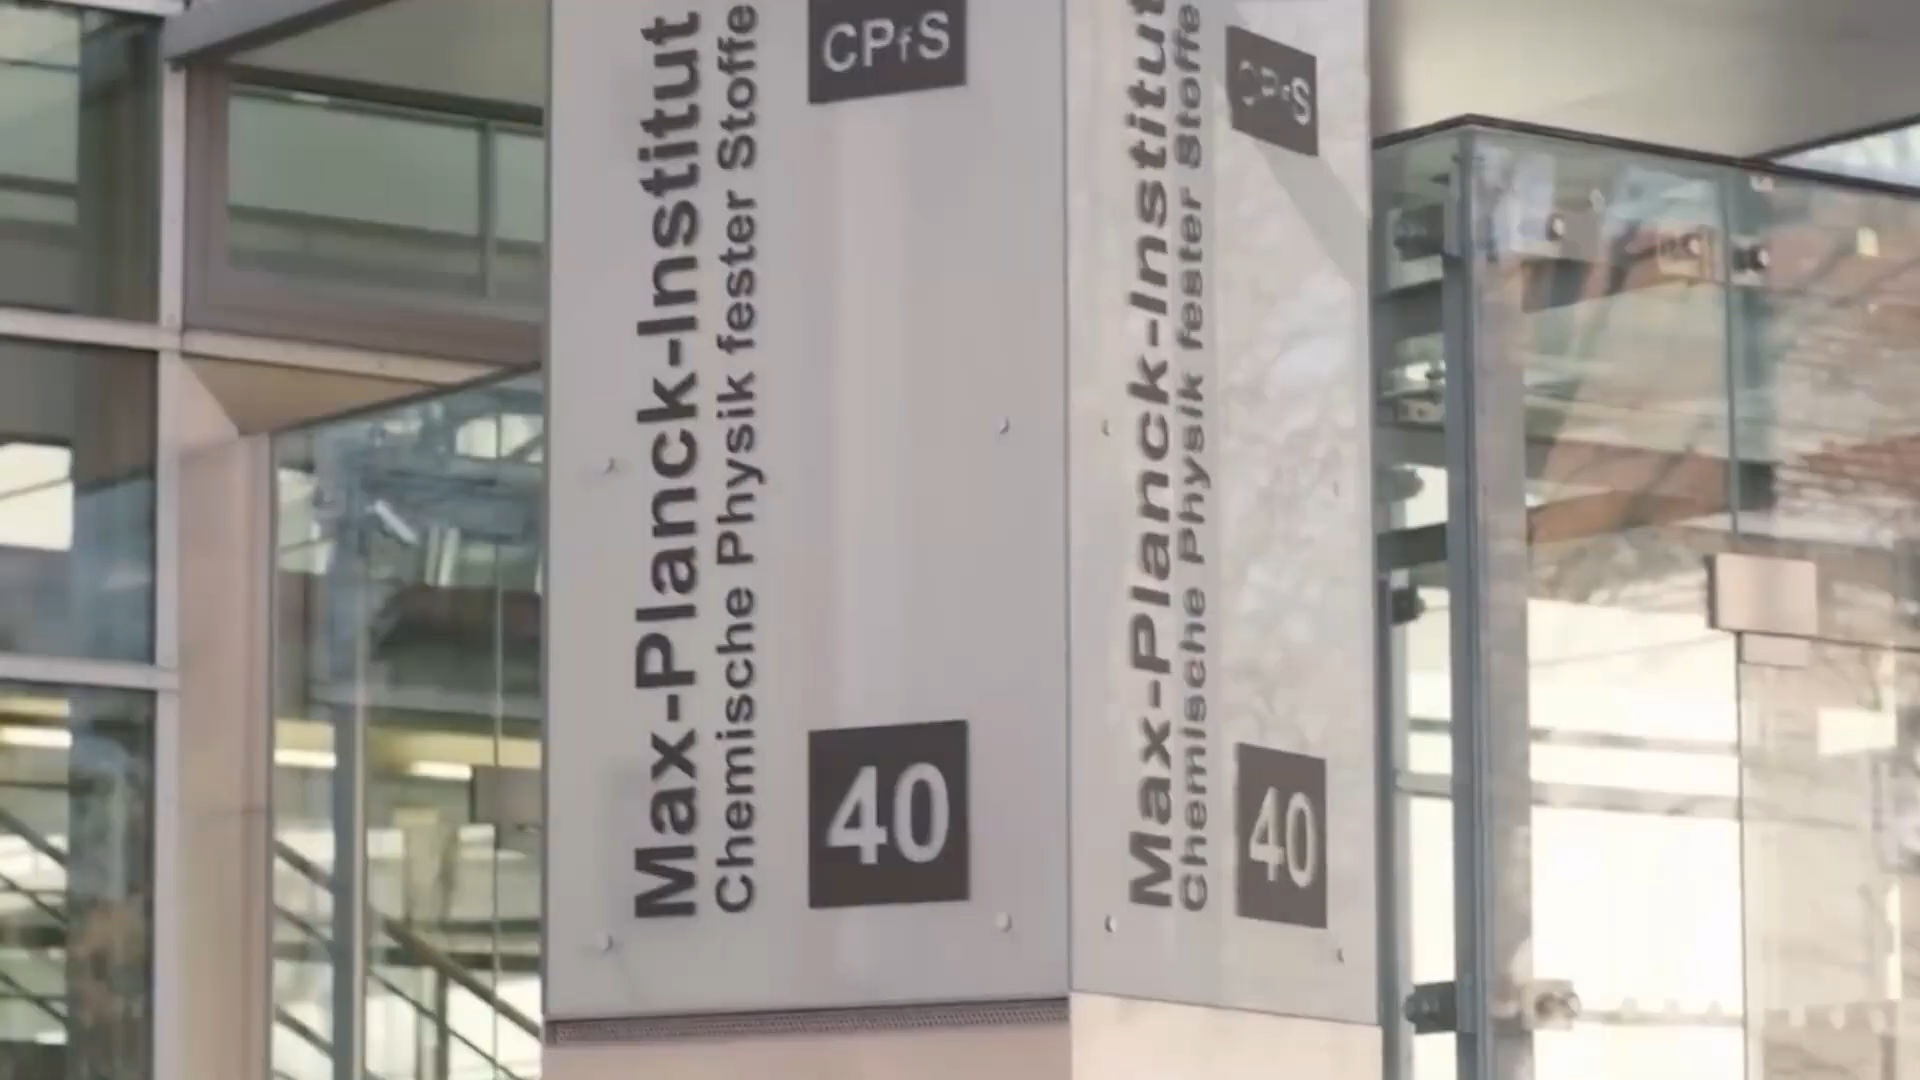 Max-Planck-Institut
Chemische Physik fester Stoffe
CPfS
40
Max-Planck-Institut
Chemische Physik fester Stoffe
CPfS
40